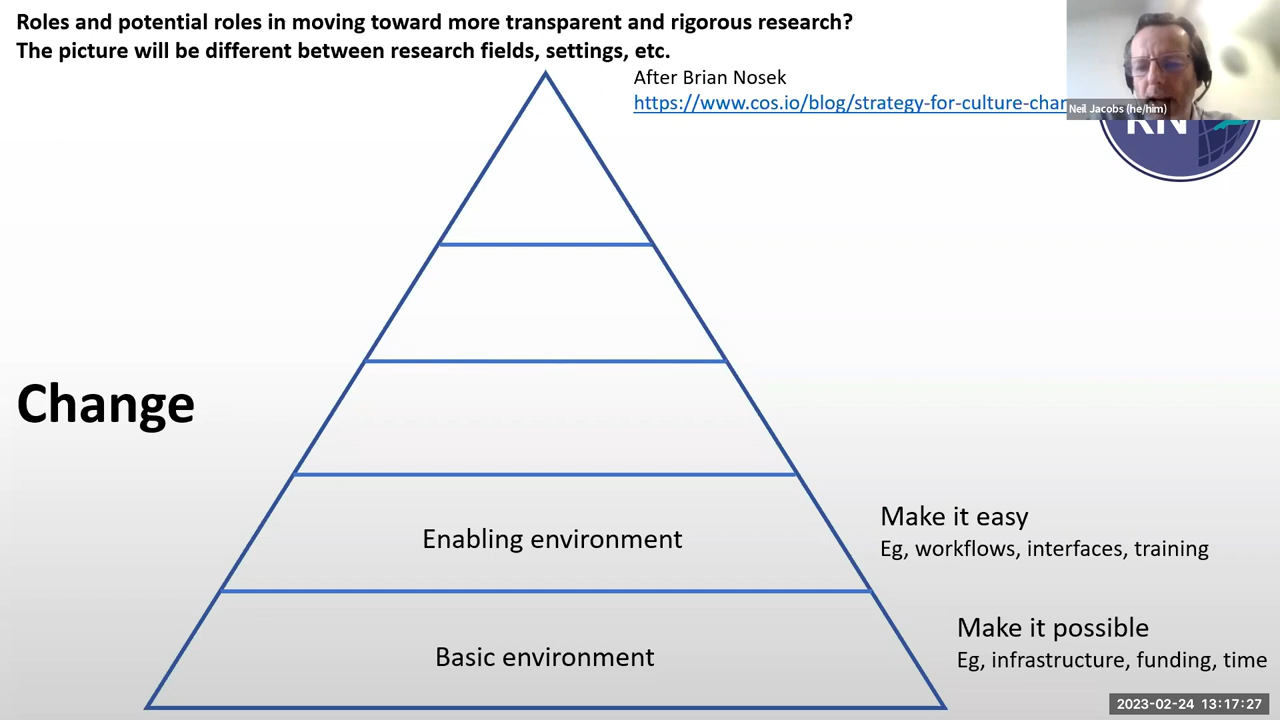 Roles and potential roles in moving toward more transparent and rigorous research?
The picture will be different between research fields, settings, etc.
After Brian Nosek
https://www.cos.io/blog/strategy-for-culture-char
Neil Jacobs (he/him)
RN
Change
Enabling environment
Make it easy
Eg, workflows, interfaces, training
Basic environment
Make it possible
Eg, infrastructure, funding, time
2023-02-24 13:17:27